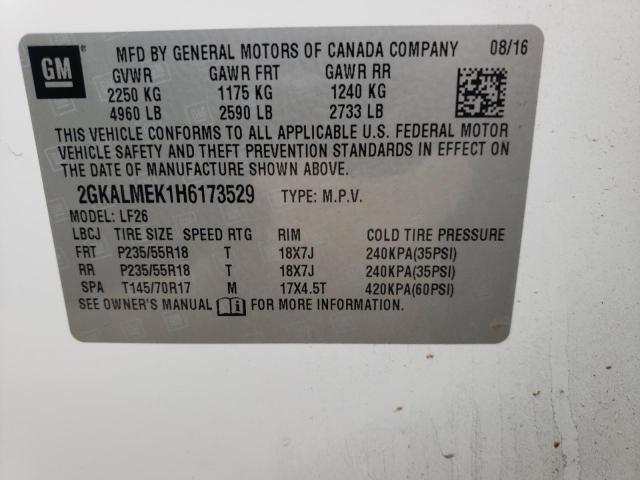 GM ® MFD BY GENERAL MOTORS OF CANADA COMPANY 08/16
GVWR GAWR FRT GAWR RR
2250 KG 1175 KG 1240 KG
4960 LB 2590 LB 2733 LB
THIS VEHICLE CONFORMS TO ALL APPLICABLE U.S. FEDERAL MOTOR
VEHICLE SAFETY AND THEFT PREVENTION STANDARDS IN EFFECT ON
THE DATE OF MANUFACTURE SHOWN ABOVE.
2GKALMEK1H6173529 TYPE: M.P.V.
MODEL: LF26
LBCJ TIRE SIZE SPEED RTG RIM COLD TIRE PRESSURE
FRT P235/55R18 T 18X7J 240KPA(35PSI)
RR P235/55R18 T 18X7J 240KPA(35PSI)
SPA T145/70R17 M 17X4.5T 420KPA(60PSI)
SEE OWNER'S MANUAL FOR MORE INFORMATION.